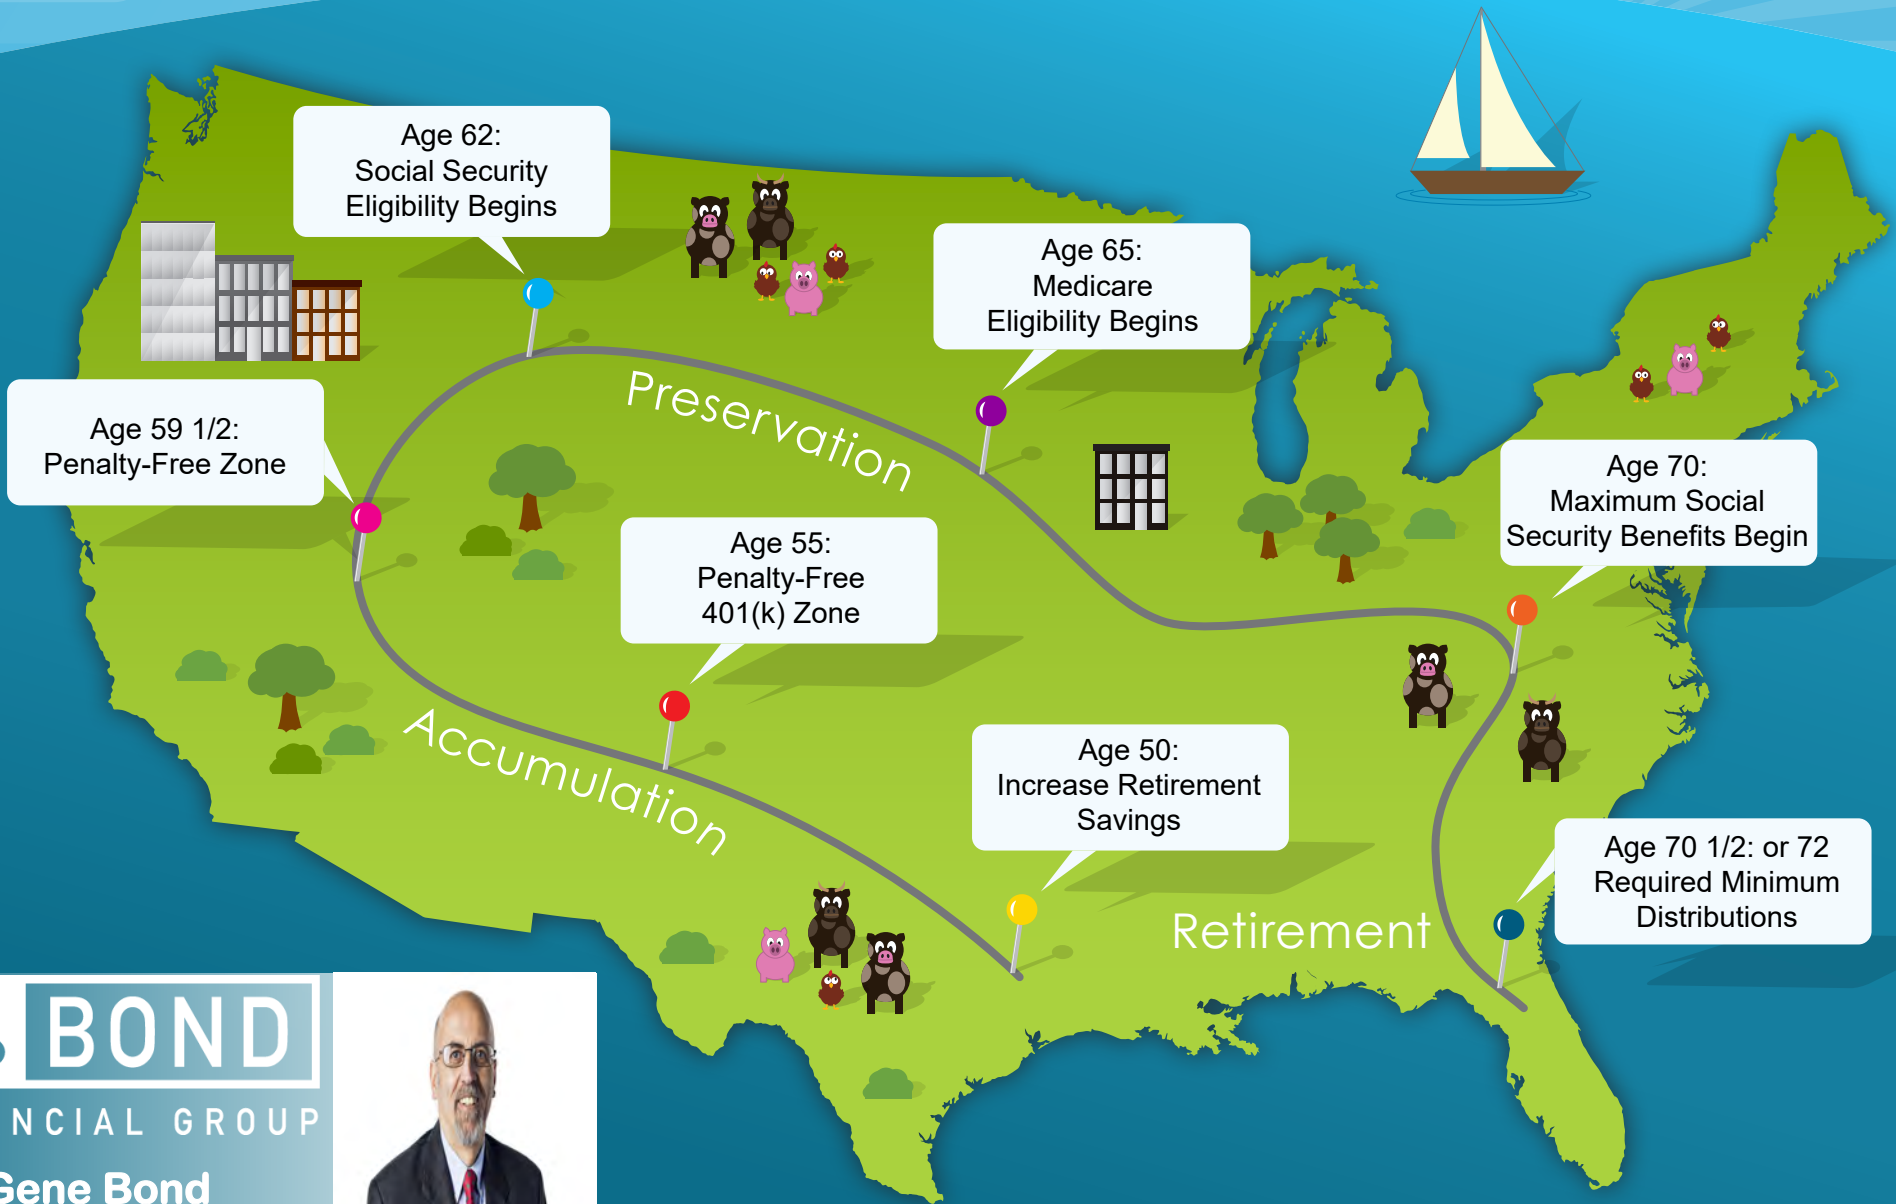 Age 62:
Social Security
Eligibility Begins
Age 65:
Medicare
Eligibility Begins
Preservation
Age 59 1/2:
Penalty-Free Zone
Age 70:
Maximum Social
Security Benefits Begin
Age 55:
Penalty-Free
401(k) Zone
Accumulation
Age 50:
Increase Retirement
Savings
Age 70 1/2: or 72
Required Minimum
Distributions
Retirement
BOND
NCIAL GROUP
Gene Bond